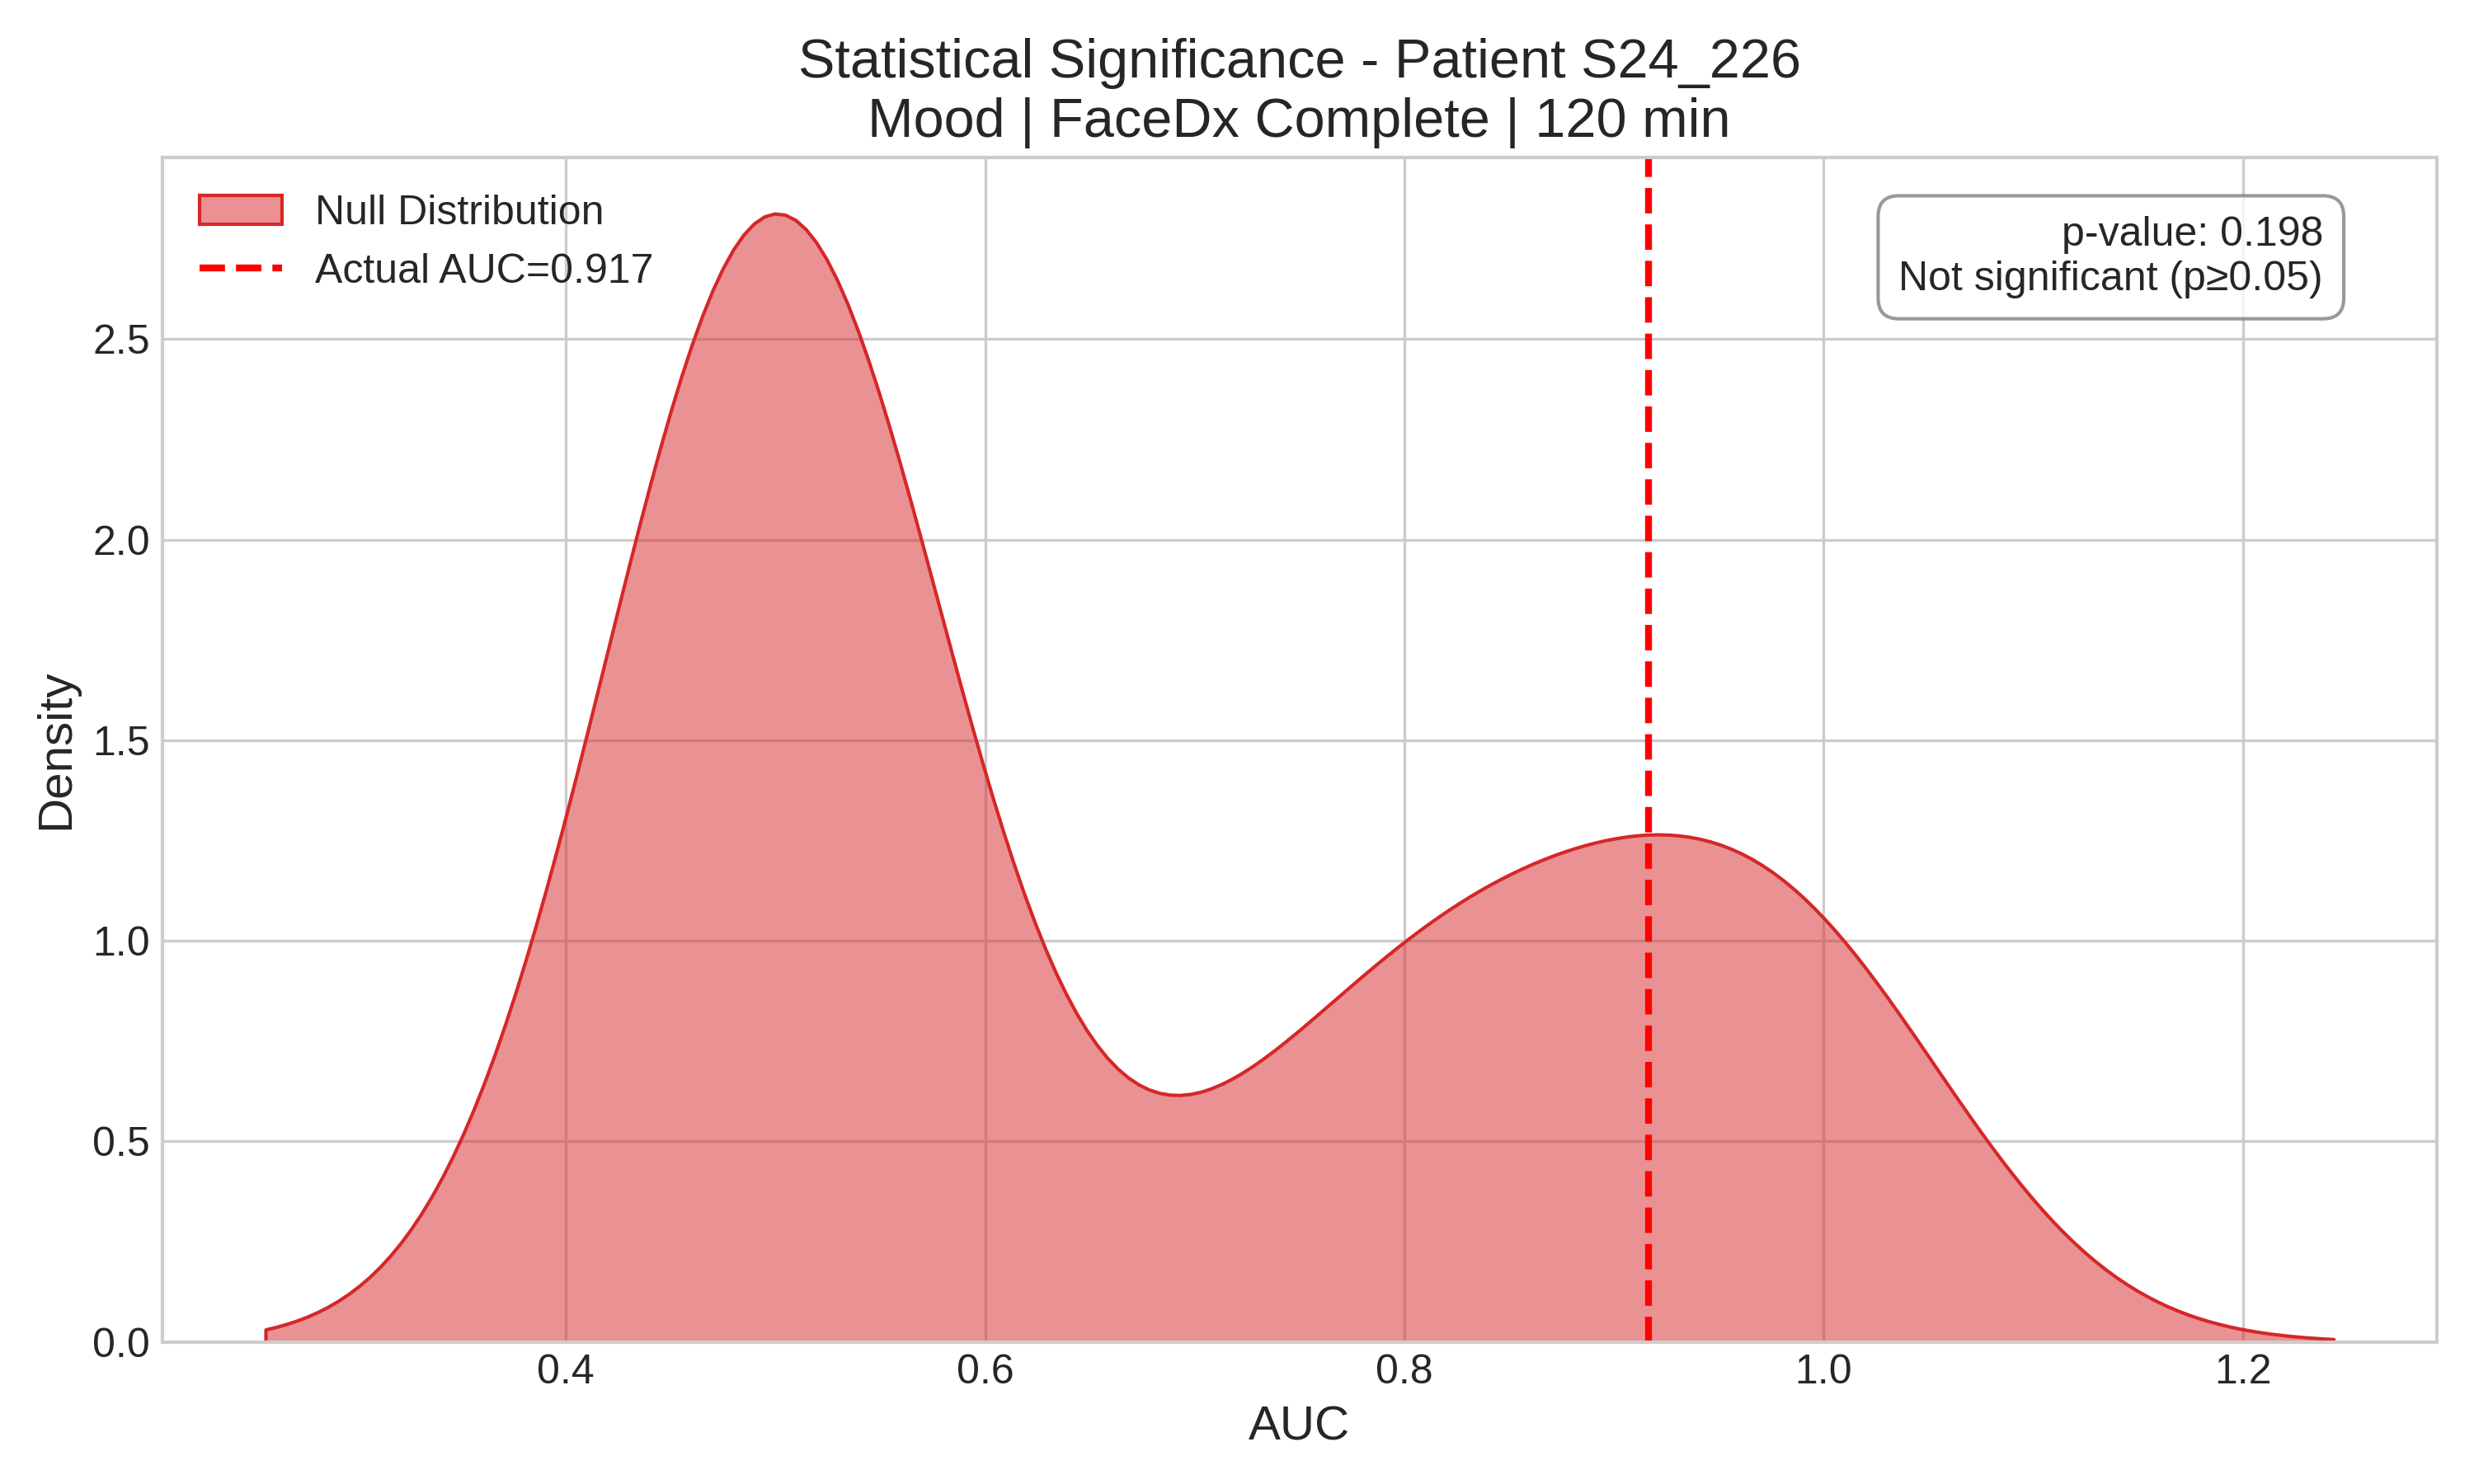 Statistical Significance - Patient S24_226
Mood | FaceDx Complete | 120 min
Null Distribution
Actual AUC=0.917
p-value: 0.198
Not significant (p≥0.05)
Density
2.5
2.0
1.5
1.0
0.5
0.0
0.4
0.6
0.8
1.0
1.2
AUC